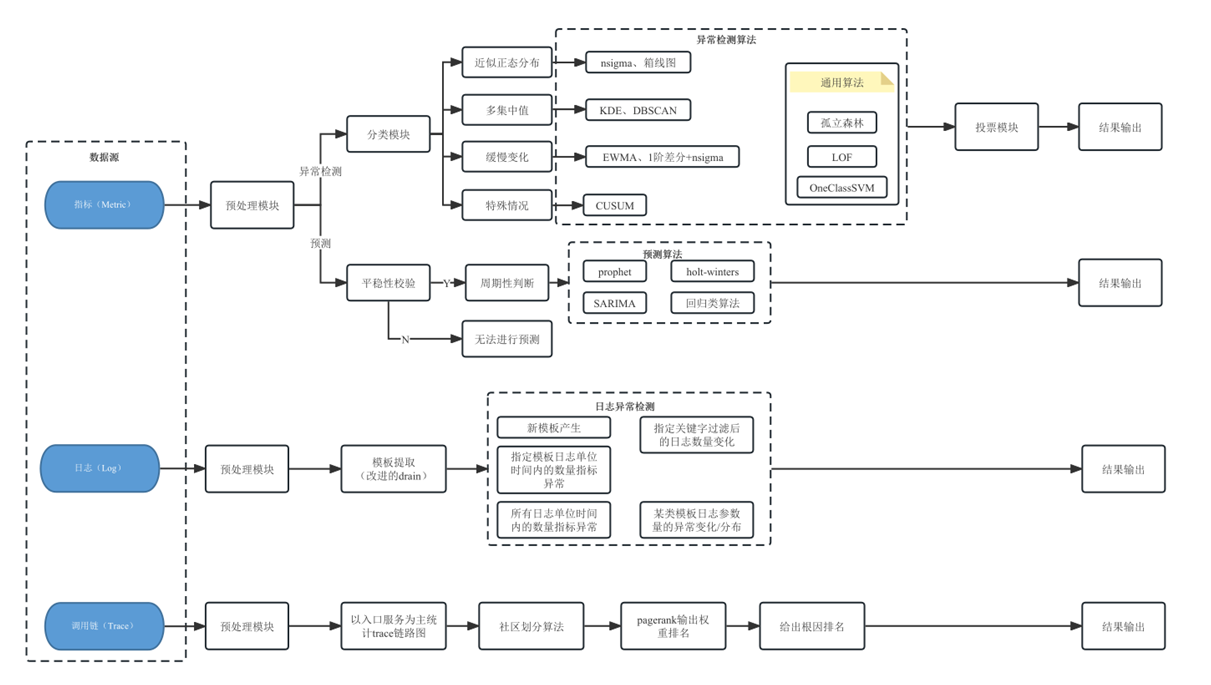 异常检测算法
近似正态分布
nsigma、箱线图
通用算法
多集中值
KDE、DBSCAN
孤立森林
分类模块
投票模块
结果输出
数据源
缓慢变化
EWMA、1阶差分+nsigma
LOF
异常检测
OneClassSVM
指标（Metric）
预处理模块
特殊情况
CUSUM
预测
预测算法
prophet
holt-winters
平稳性校验
Y
周期性判断
结果输出
SARIMA
回归类算法
N
无法进行预测
日志异常检测
新模板产生
指定关键字过滤后
的日志数量变化
指定模板日志单位
时间内的数量指标
异常
日志（Log）
预处理模块
模板提取
（改进的drain）
结果输出
所有日志单位时间
内的数量指标异常
某类模板日志参数
量的异常变化/分布
调用链（Trace）
预处理模块
以入口服务为主统
计trace链路图
社区划分算法
pagerank输出权
重排名
给出根因排名
结果输出